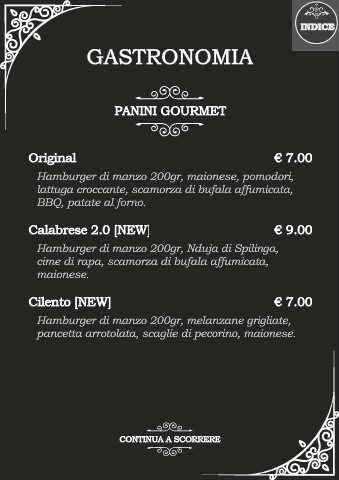 INDICE
GASTRONOMIA
PANINI GOURMET
Original € 7.00
Hamburger di manzo 200gr, maionese, pomodori,
lattuga croccante, scamorza di bufala affumicata,
BBQ, patate al forno.
Calabrese 2.0 [NEW] € 9.00
Hamburger di manzo 200gr, Nduja di Spilinga,
cime di rapa, scamorza di bufala affumicata,
maionese.
Cilento [NEW] € 7.00
Hamburger di manzo 200gr, melanzane grigliate,
pancetta arrotolata, scaglie di pecorino, maionese.
CONTINUA A SCORRERE